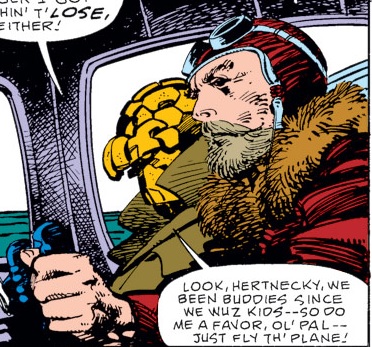 HIN' T'LOSE,
EITHER!
LOOK, HERTNECKY, WE
BEEN BUDDIES SINCE
WE WUZ KIDS--SO DO
ME A FAVOR, OL' PAL--
JUST FLY TH' PLANE!